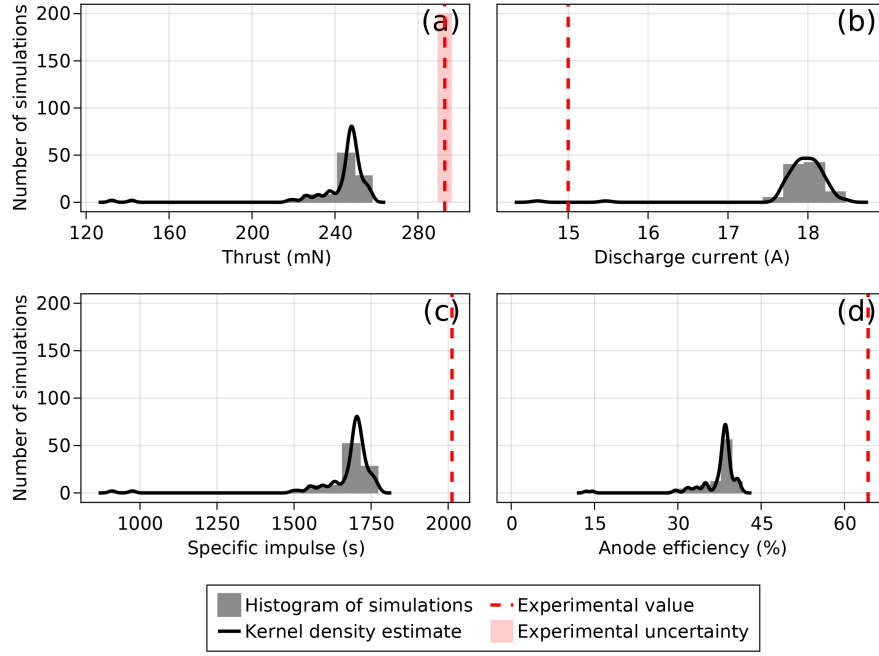 Number of simulations
200
150
100
50
0
(a)
120
160
200
240
280
Thrust (mN)
(b)
15
16
17
18
Discharge current (A)
Number of simulations
200
150
100
50
0
(c)
1000
1250
1500
1750
2000
Specific impulse (s)
(d)
0
15
30
45
60
Anode efficiency (%)
Histogram of simulations
Experimental value
Kernel density estimate
Experimental uncertainty